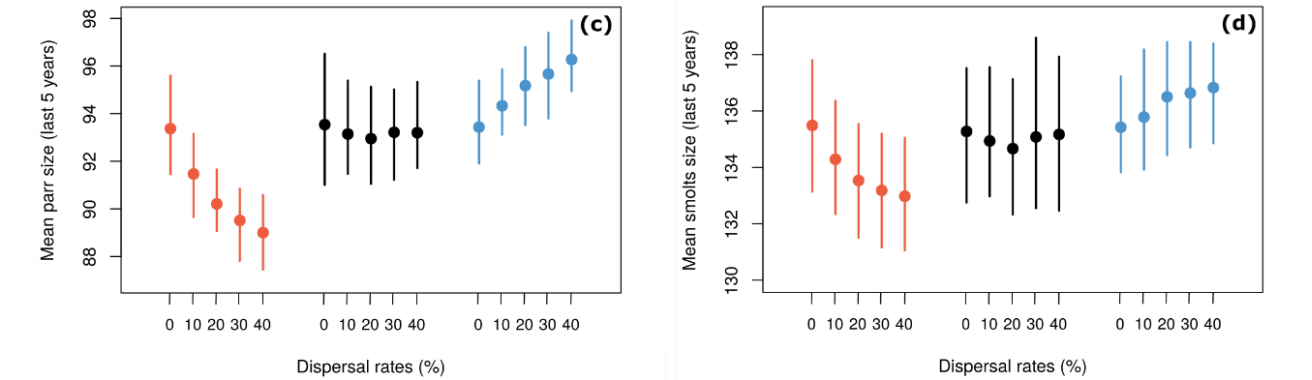 (c)
Mean parr size (last 5 years)
98
96
94
92
90
88
0 10 20 30 40 0 10 20 30 40 0 10 20 30 40
Dispersal rates (%)
(d)
Mean smolts size (last 5 years)
138
136
134
132
130
0 10 20 30 40 0 10 20 30 40 0 10 20 30 40
Dispersal rates (%)